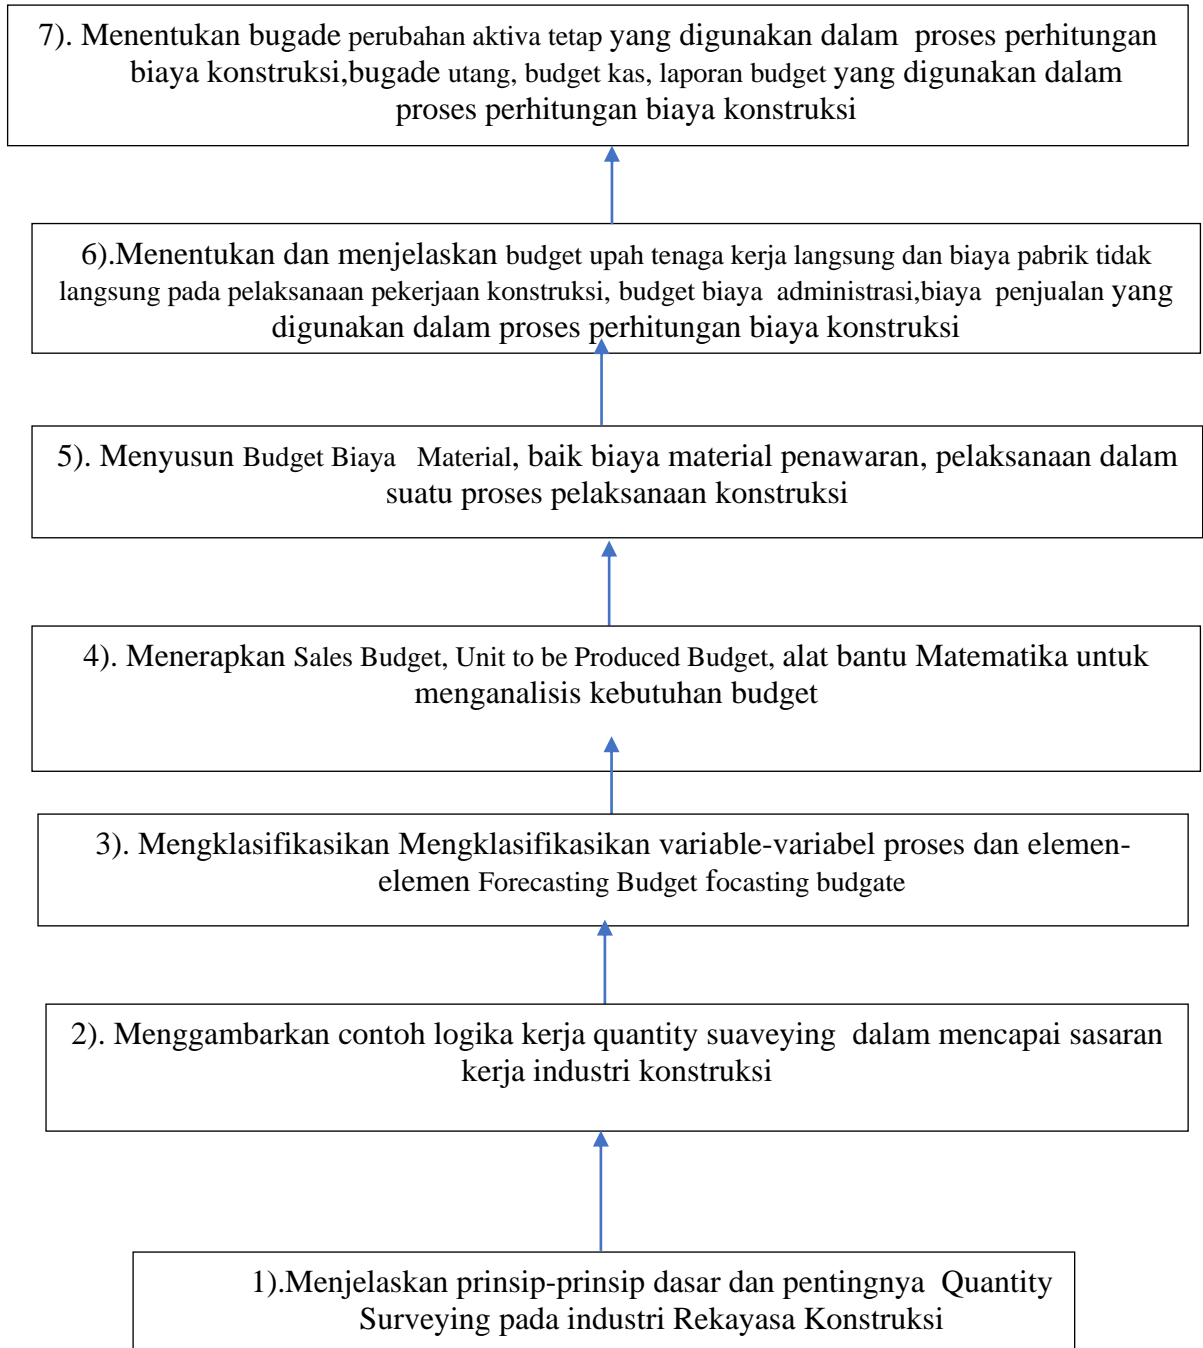 7). Menentukan bugade perubahan aktiva tetap yang digunakan dalam proses perhitungan
biaya konstruksi,bugade utang, budget kas, laporan budget yang digunakan dalam
proses perhitungan biaya konstruksi
6).Menentukan dan menjelaskan budget upah tenaga kerja langsung dan biaya pabrik tidak
langsung pada pelaksanaan pekerjaan konstruksi, budget biaya administrasi,biaya penjualan yang
digunakan dalam proses perhitungan biaya konstruksi
5). Menyusun Budget Biaya Material, baik biaya material penawaran, pelaksanaan dalam
suatu proses pelaksanaan konstruksi
4). Menerapkan Sales Budget, Unit to be Produced Budget, alat bantu Matematika untuk
menganalisis kebutuhan budget
3). Mengklasifikasikan Mengklasifikasikan variable-variabel proses dan elemen-
elemen Forecasting Budget focasting budgate
2). Menggambarkan contoh logika kerja quantity suaveying dalam mencapai sasaran
kerja industri konstruksi
1).Menjelaskan prinsip-prinsip dasar dan pentingnya Quantity
Surveying pada industri Rekayasa Konstruksi